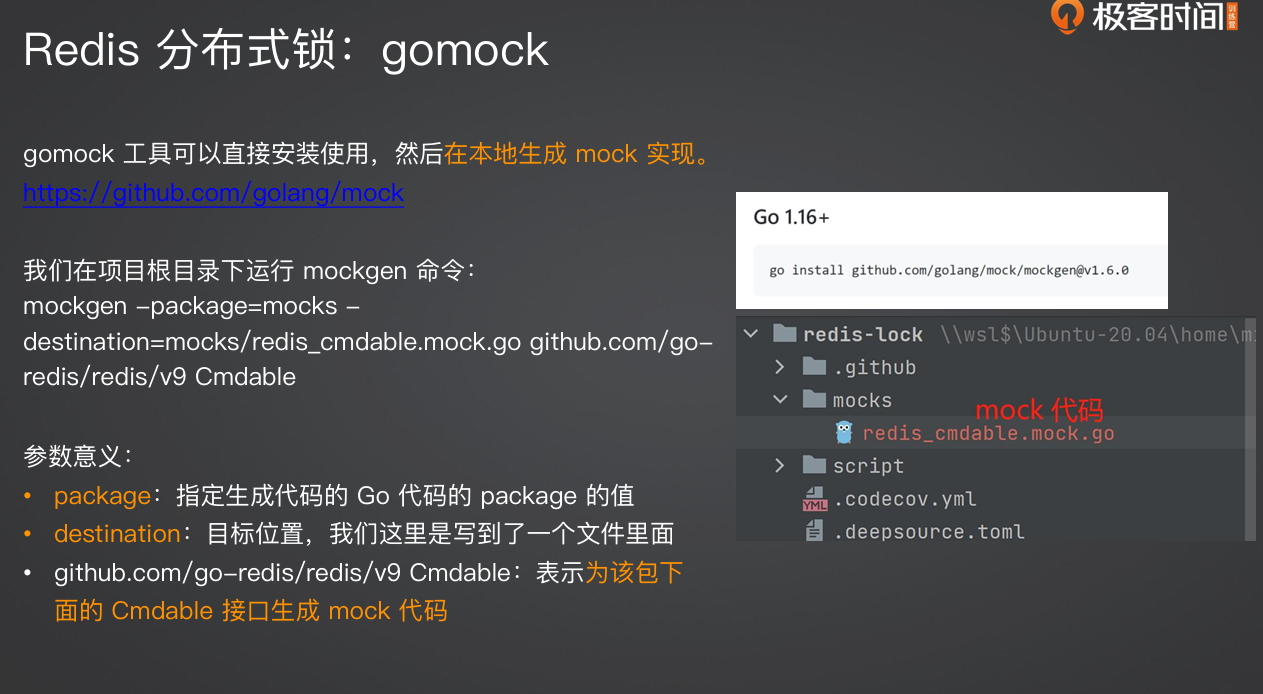 极客时间 训练营
Redis 分布式锁：gomock
gomock 工具可以直接安装使用，然后在本地生成 mock 实现。
https://github.com/golang/mock
我们在项目根目录下运行 mockgen 命令：
mockgen -package=mocks -
destination=mocks/redis_cmdable.mock.go github.com/go-
redis/redis/v9 Cmdable
参数意义：
• package：指定生成代码的 Go 代码的 package 的值
• destination：目标位置，我们这里是写到了一个文件里面
• github.com/go-redis/redis/v9 Cmdable：表示为该包下
面的 Cmdable 接口生成 mock 代码
Go 1.16+
go install github.com/golang/mock/mockgen@v1.6.0
redis-lock \\wsl$\Ubuntu-20.04\home\
.github
mocks
mock 代码
redis_cmdable.mock.go
script
YML .codecov.yml
.deepsource.toml